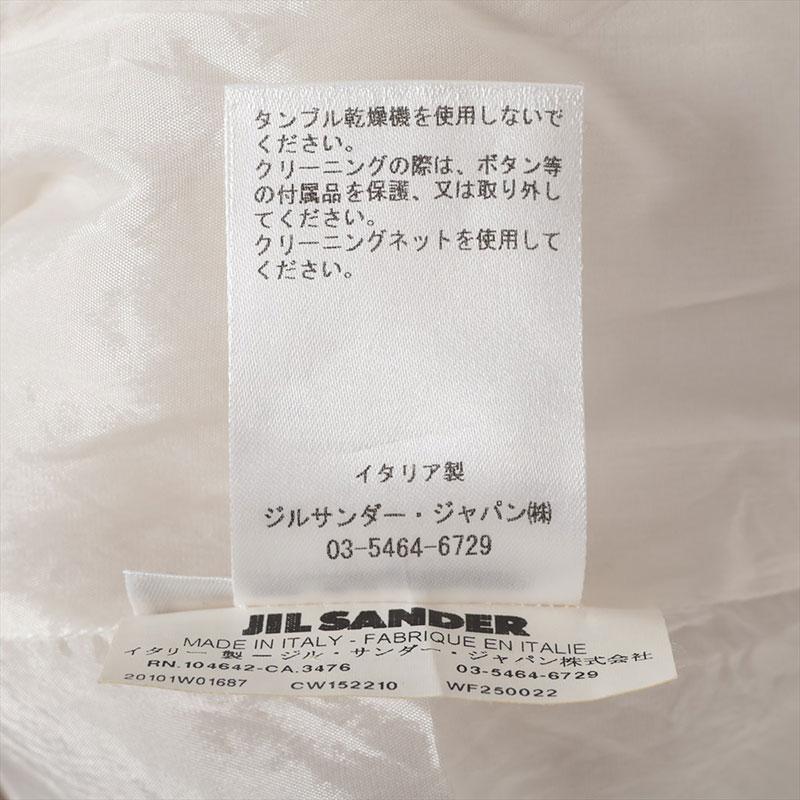 タンブル乾燥機を使用しないで
ください。
クリーニングの際は、ボタン等
の付属品を保護、又は取り外し
てください。
クリーニングネットを使用して
ください。
イタリア製
ジルサンダー・ジャパン㈱
03-5464-6729
JIL SANDER
MADE IN ITALY - FABRIQUE EN ITALIE
イタリー製ージル・サンダー・ジャパン株式会社
RN.104642-CA.3476 03-5464-6729
20101W01687 CW152210 WF250022